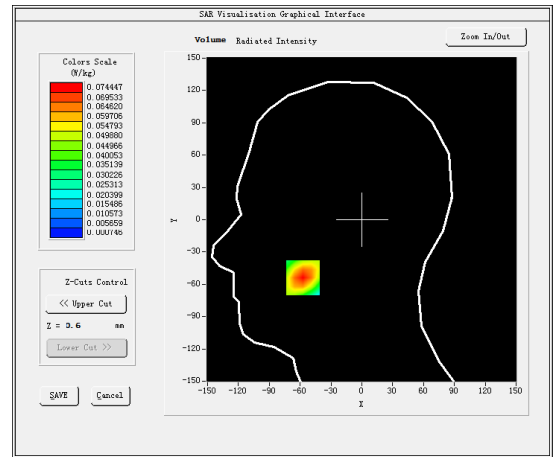 SAR Visualisation Graphical Interface
Volume Radiated Intensity
Zoom In/Out
Colors Scale
(W/kg)
0.074447
0.069533
0.064620
0.059706
0.054793
0.049880
0.044966
0.040053
0.035139
0.030226
0.025313
0.020399
0.015486
0.010573
0.005659
0.000746
Z-Cuts Control
<< Upper Cut
Z = 0.6 mm
Lower Cut >>
SAVE Cancel
150
120
90
60
30
0
-30
-60
-90
-120
-150
Y
-150 -120 -90 -60 -30 0 30 60 90 120 150
X